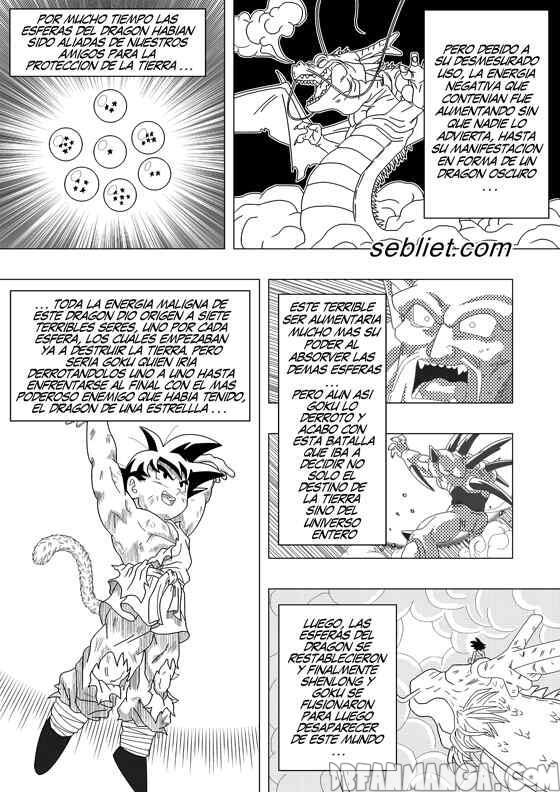 POR MUCHO TIEMPO LAS
ESFERAS DEL DRAGON HABIAN
SIDO ALIADAS DE NUESTROS
AMIGOS PARA LA
PROTECCION DE LA TIERRA ...
PERO DEBIDO A
SU DESMESURADO
USO, LA ENERGIA
NEGATIVA QUE
CONTENIAN FUE
AUMENTANDO SIN
QUE NADIE LO
ADVIERTA, HASTA
SU MANIFESTACION
EN FORMA DE UN
DRAGON OSCURO
...
sebliet.com
... TODA LA ENERGIA MALIGNA DE
ESTE DRAGON DIO ORIGEN A SIETE
TERRIBLES SERES, UNO POR CADA
ESFERA, LOS CUALES EMPEZABAN
YA A DESTRUIR LA TIERRA, PERO
SERIA GOKU QUIEN IRIA
DERROTANDOLOS UNO A UNO HASTA
ENFRENTARSE AL FINAL CON EL MAS
PODEROSO ENEMIGO QUE HABIA TENIDO,
EL DRAGON DE UNA ESTRELLLA ...
ESTE TERRIBLE
SER AUMENTARIA
MUCHO MAS SU
PODER AL
ABSORVER LAS
DEMAS ESFERAS
...
PERO AUN ASI
GOKU LO
DERROTO Y
ACABO CON
ESTA BATALLA
QUE IBA A
DECIDIR NO
SOLO EL
DESTINO DE
LA TIERRA
SINO DEL
UNIVERSO
ENTERO
LUEGO, LAS
ESFERAS DEL
DRAGON SE
RESTABLECIERON
Y FINALMENTE
SHENLONG Y
GOKU SE
FUSIONARON
PARA LUEGO
DESAPARECER
DE ESTE MUNDO
...
DBFANMANGA.COM!